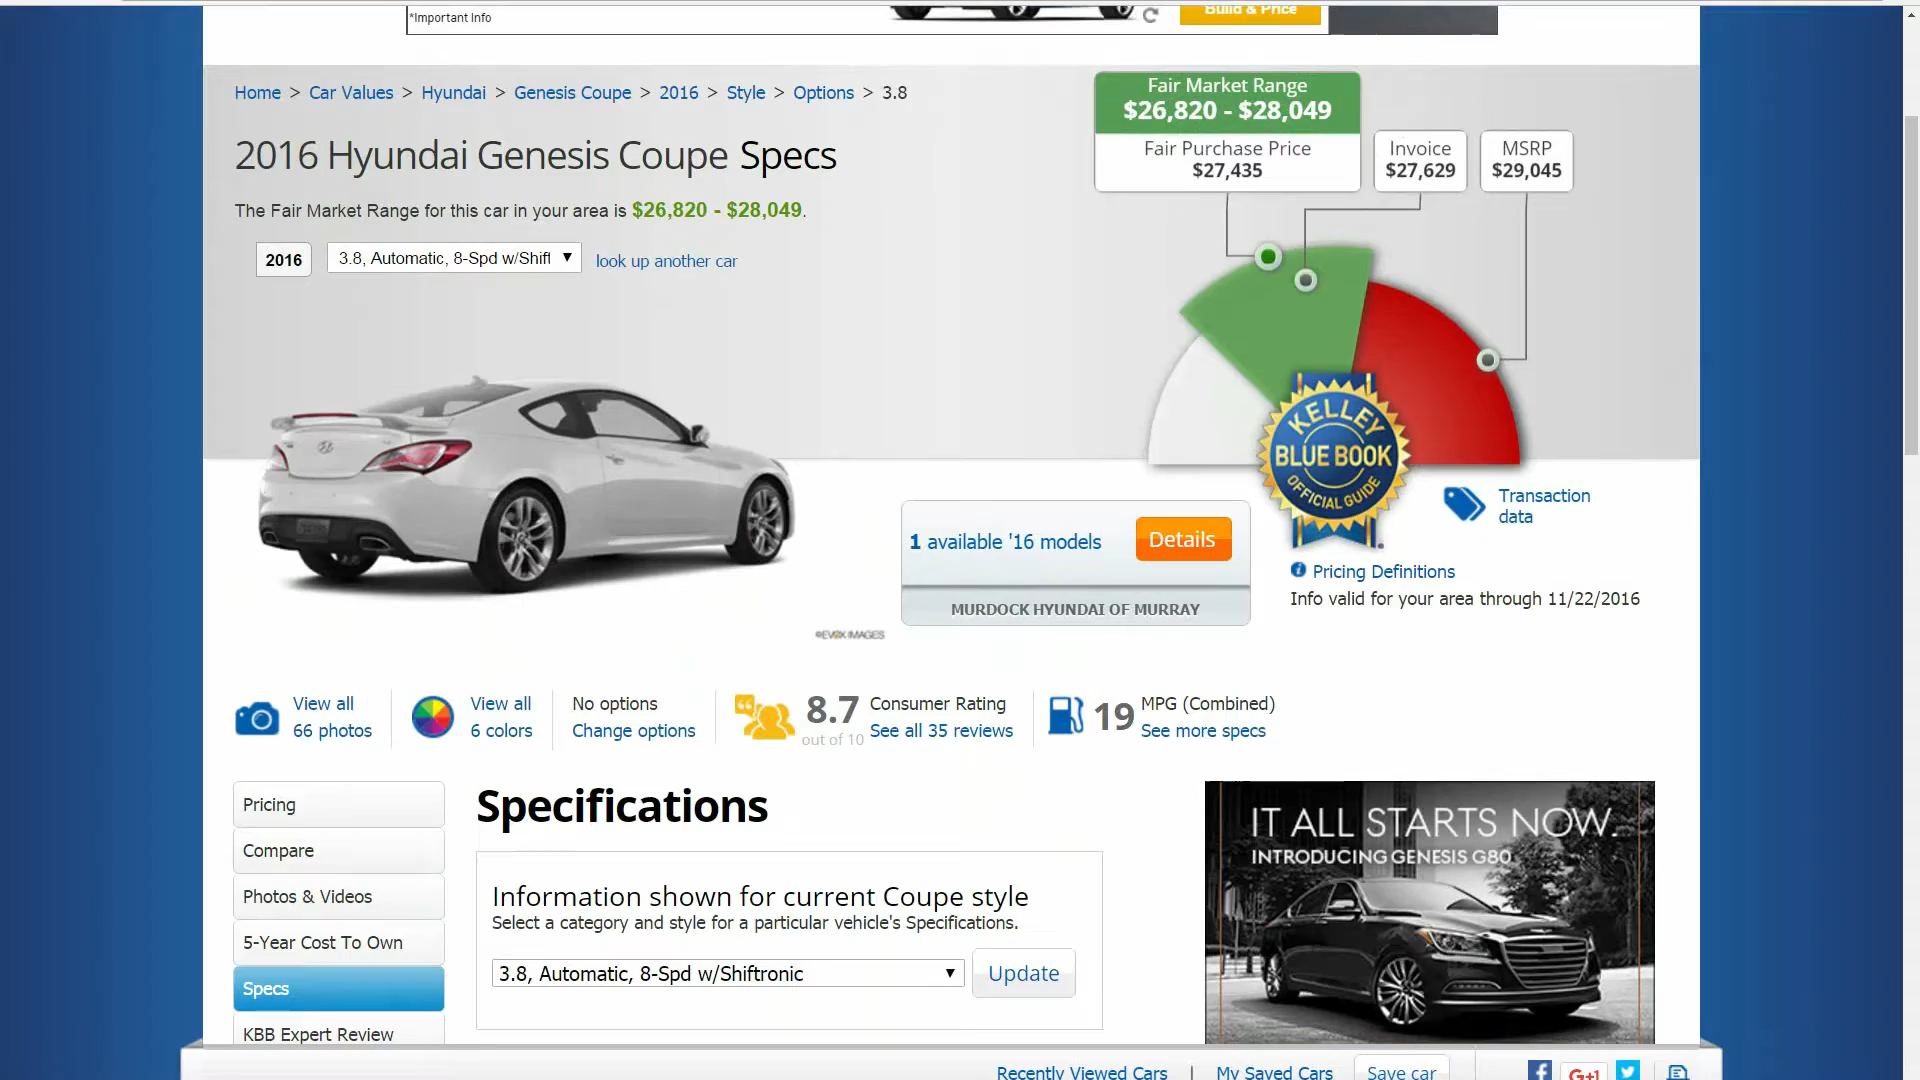 *Important Info
Build & Price
Home > Car Values > Hyundai > Genesis Coupe > 2016 > Style > Options > 3.8
2016 Hyundai Genesis Coupe Specs
The Fair Market Range for this car in your area is $26,820 - $28,049.
2016
3.8, Automatic, 8-Spd w/Shift
look up another car
Fair Market Range
$26,820 - $28,049
Fair Purchase Price
$27,435
Invoice
$27,629
MSRP
$29,045
KELLEY
BLUE BOOK
OFFICIAL GUIDE
Transaction
data
1 available '16 models
Details
MURDOCK HYUNDAI OF MURRAY
Pricing Definitions
Info valid for your area through 11/22/2016
©EVOX IMAGES
View all
66 photos
View all
6 colors
No options
Change options
8.7
out of 10
Consumer Rating
See all 35 reviews
19
MPG (Combined)
See more specs
Pricing
Compare
Photos & Videos
5-Year Cost To Own
Specs
KBB Expert Review
Specifications
Information shown for current Coupe style
Select a category and style for a particular vehicle's Specifications.
3.8, Automatic, 8-Spd w/Shiftronic
Update
IT ALL STARTS NOW.
INTRODUCING GENESIS G80
Recently Viewed Cars | My Saved Cars
Save car
G+1